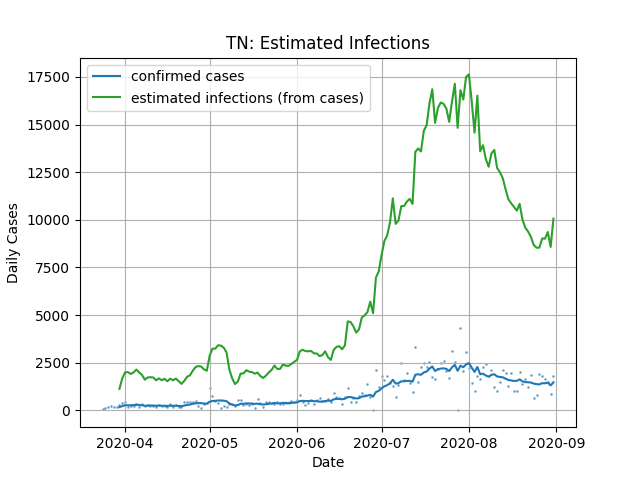 TN: Estimated Infections
confirmed cases
estimated infections (from cases)
Daily Cases
17500
15000
12500
10000
7500
5000
2500
0
2020-04 2020-05 2020-06 2020-07 2020-08 2020-09
Date